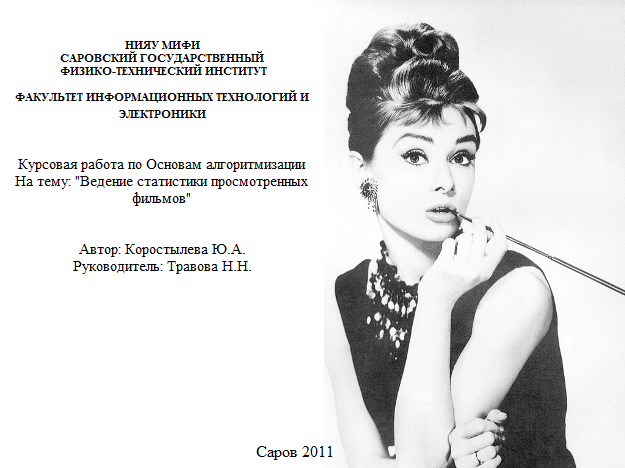 НИЯУ МИФИ
САРОВСКИЙ ГОСУДАРСТВЕННЫЙ
ФИЗИКО-ТЕХНИЧЕСКИЙ ИНСТИТУТ
ФАКУЛЬТЕТ ИНФОРМАЦИОННЫХ ТЕХНОЛОГИЙ И
ЭЛЕКТРОНИКИ
Курсовая работа по Основам алгоритмизации
На тему: "Ведение статистики просмотренных
фильмов"
Автор: Коростылева Ю.А.
Руководитель: Травова Н.Н.
Саров 2011